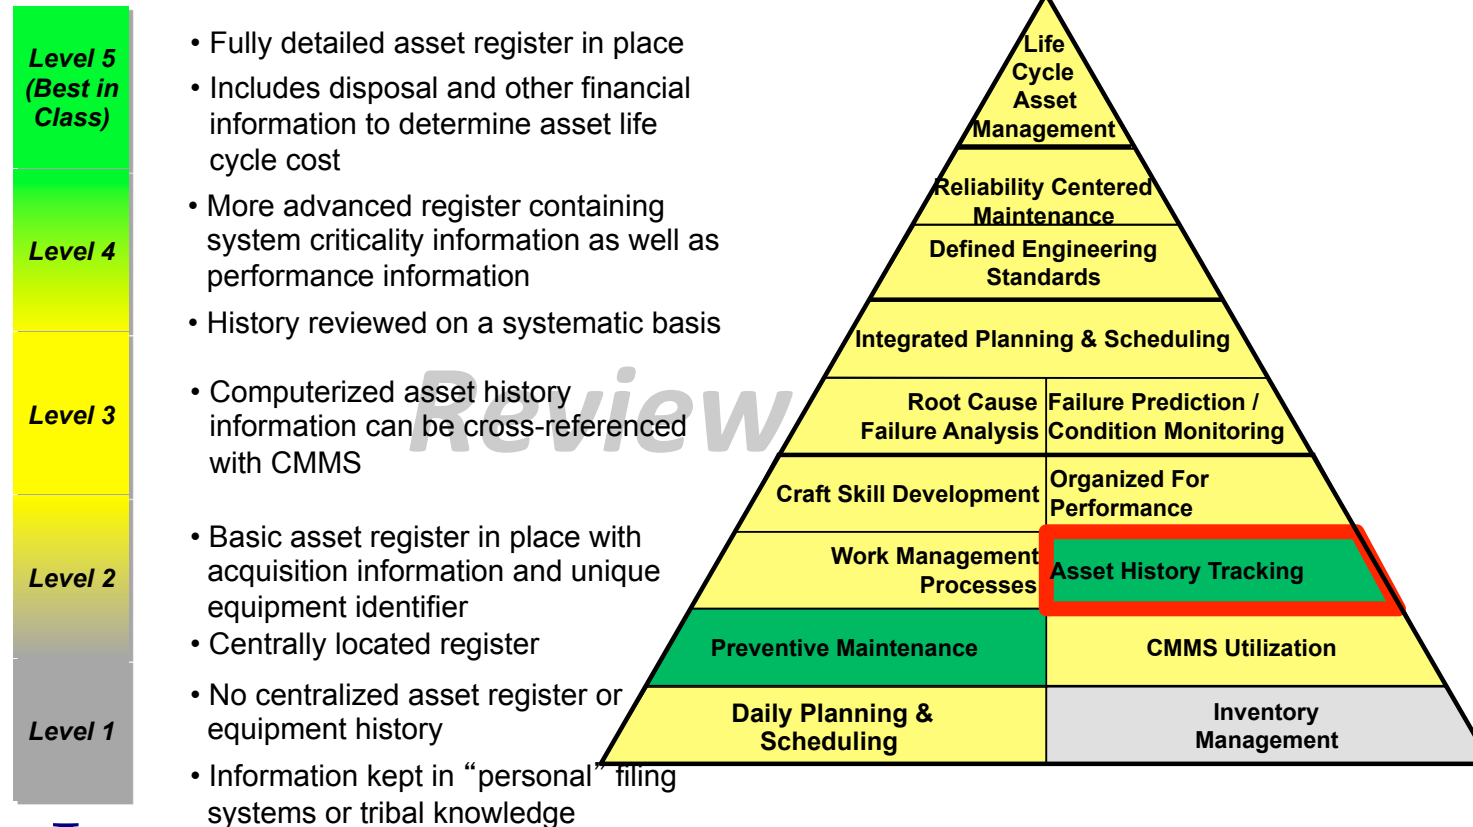 Level 5
(Best in
Class)
• Fully detailed asset register in place
• Includes disposal and other financial
information to determine asset life
cycle cost
Level 4
• More advanced register containing
system criticality information as well as
performance information
• History reviewed on a systematic basis
Review
Level 3
• Computerized asset history
information can be cross-referenced
with CMMS
Level 2
• Basic asset register in place with
acquisition information and unique
equipment identifier
• Centrally located register
Level 1
• No centralized asset register or
equipment history
• Information kept in “personal” filing
systems or tribal knowledge
Life
Cycle
Asset
Management
Reliability Centered
Maintenance
Defined Engineering
Standards
Integrated Planning & Scheduling
Root Cause
Failure Analysis
Failure Prediction /
Condition Monitoring
Craft Skill Development
Organized For
Performance
Work Management
Processes
Asset History Tracking
Preventive Maintenance
CMMS Utilization
Daily Planning &
Scheduling
Inventory
Management